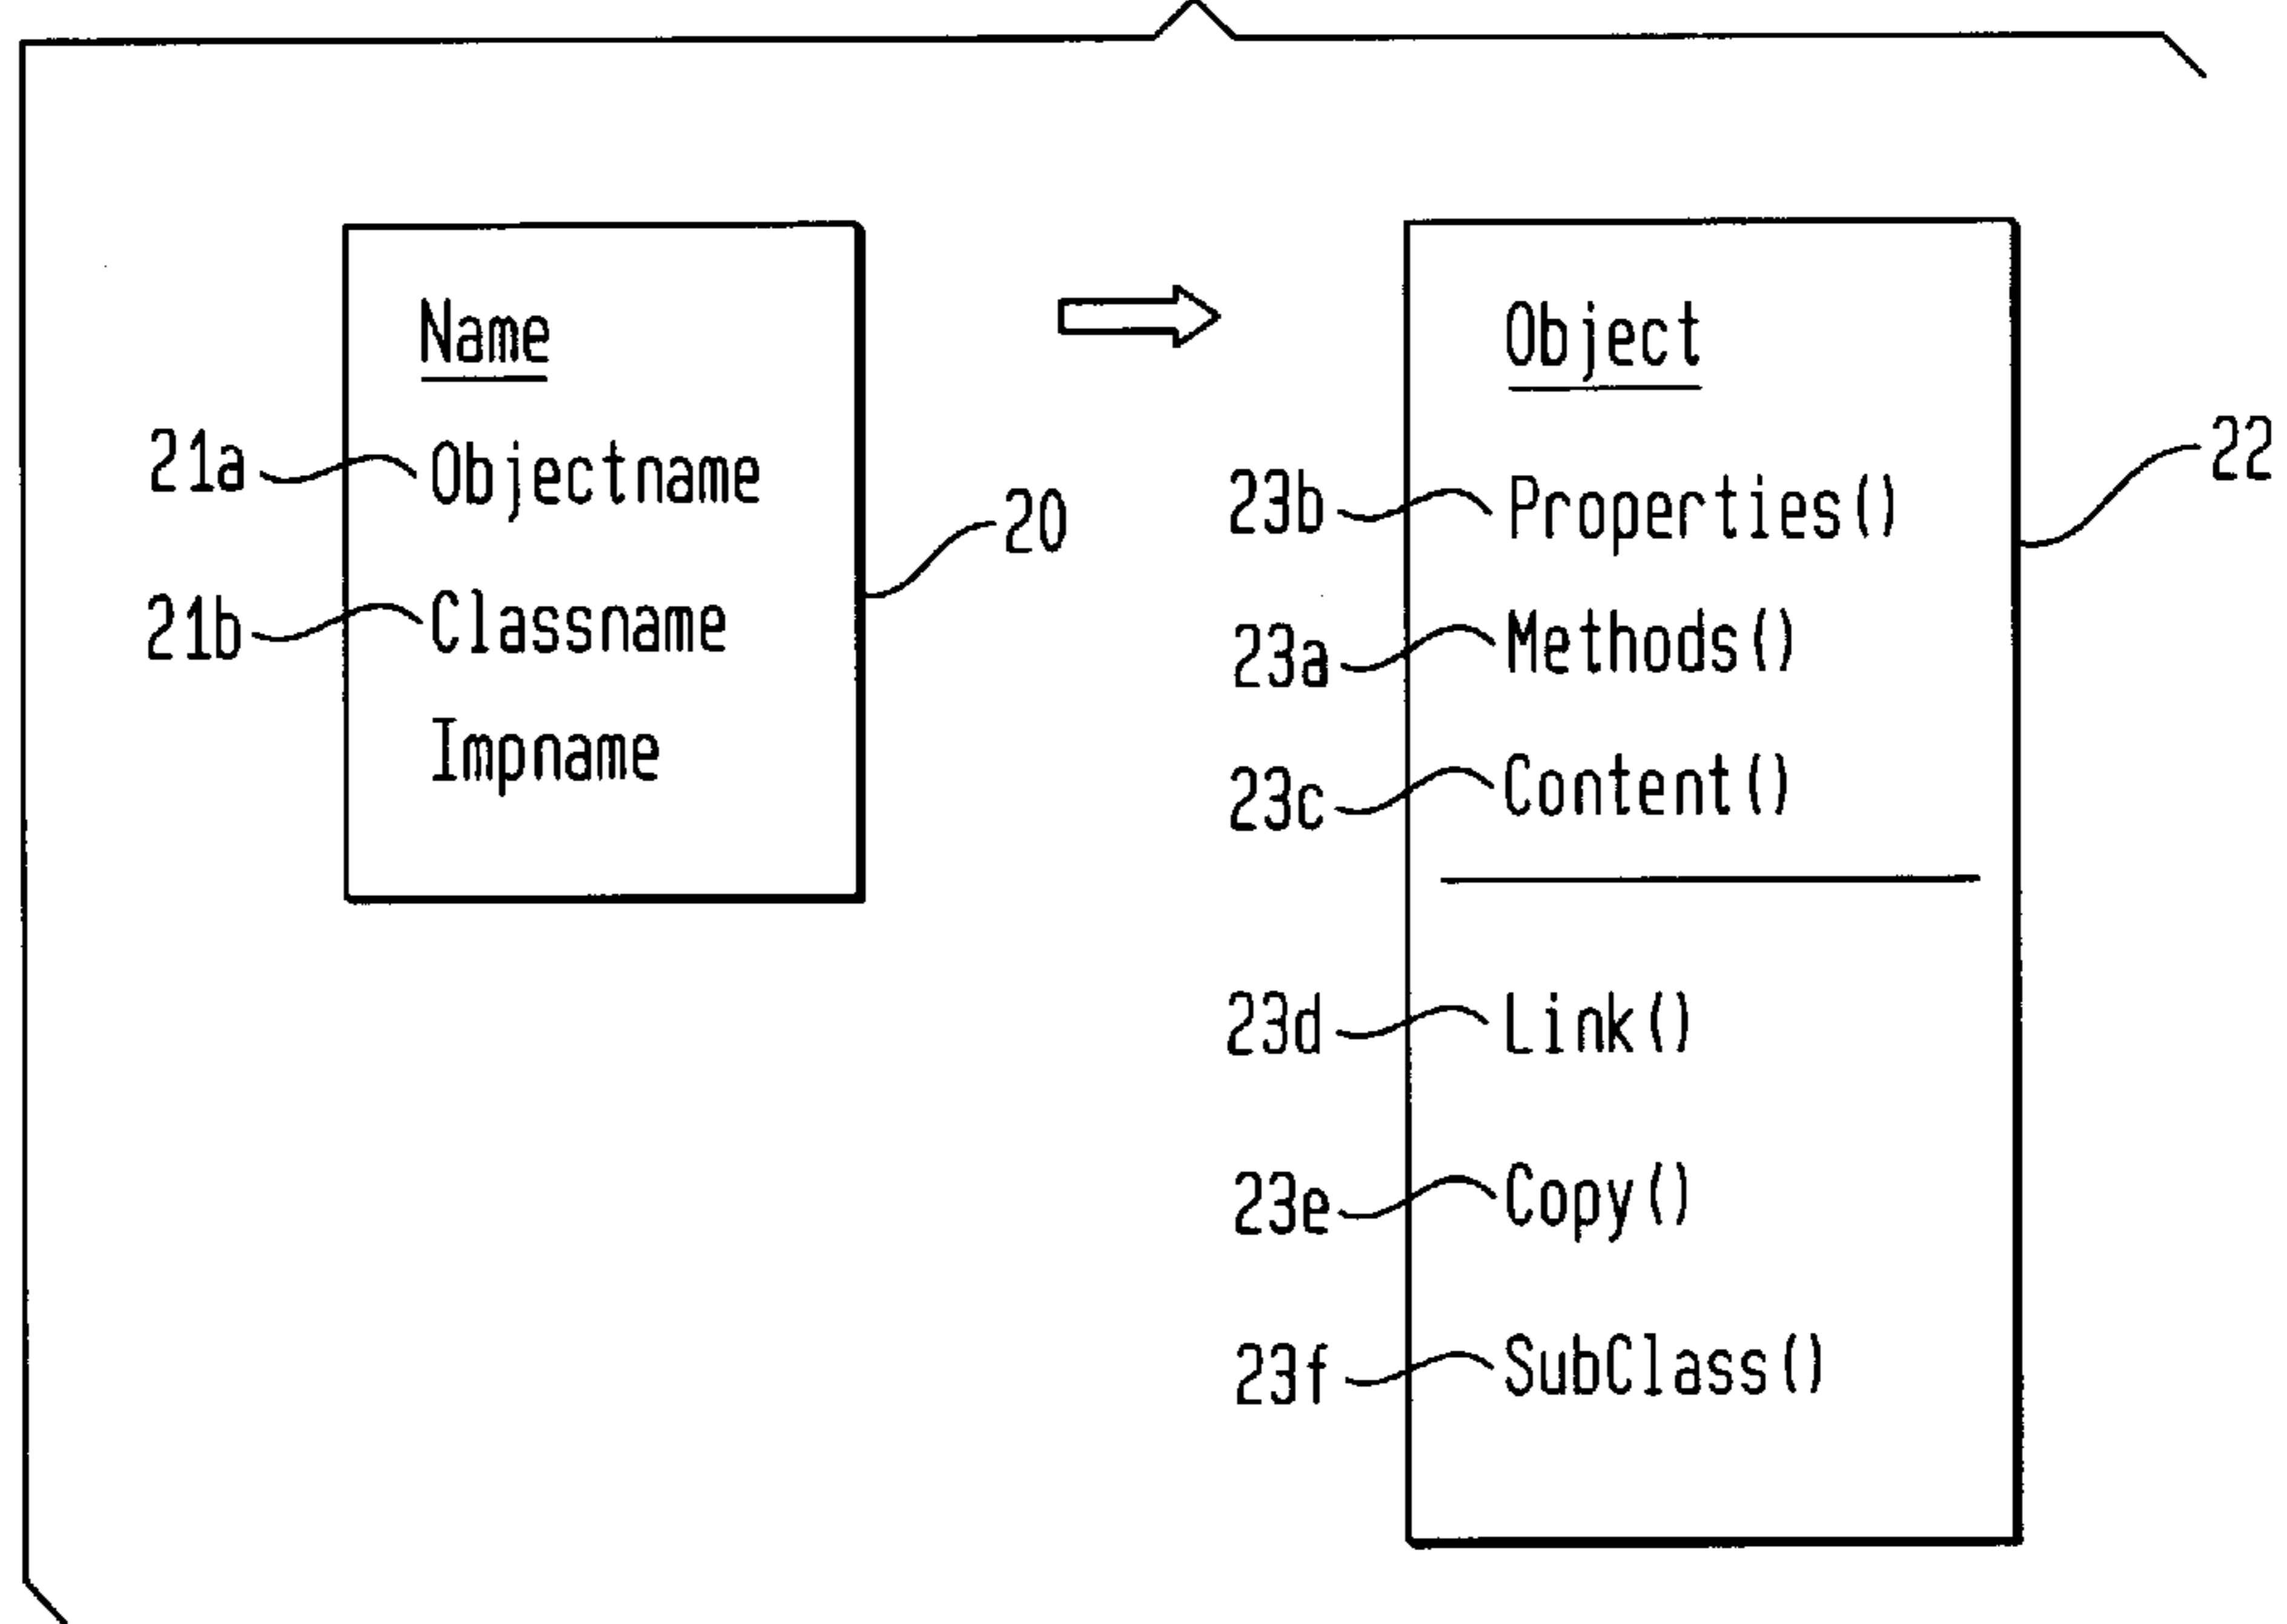 Name
21a Objectname
20
21b Classname
Impname
Object
22
23b Properties()
23a Methods()
23c Content()
23d Link()
23e Copy()
23f SubClass()